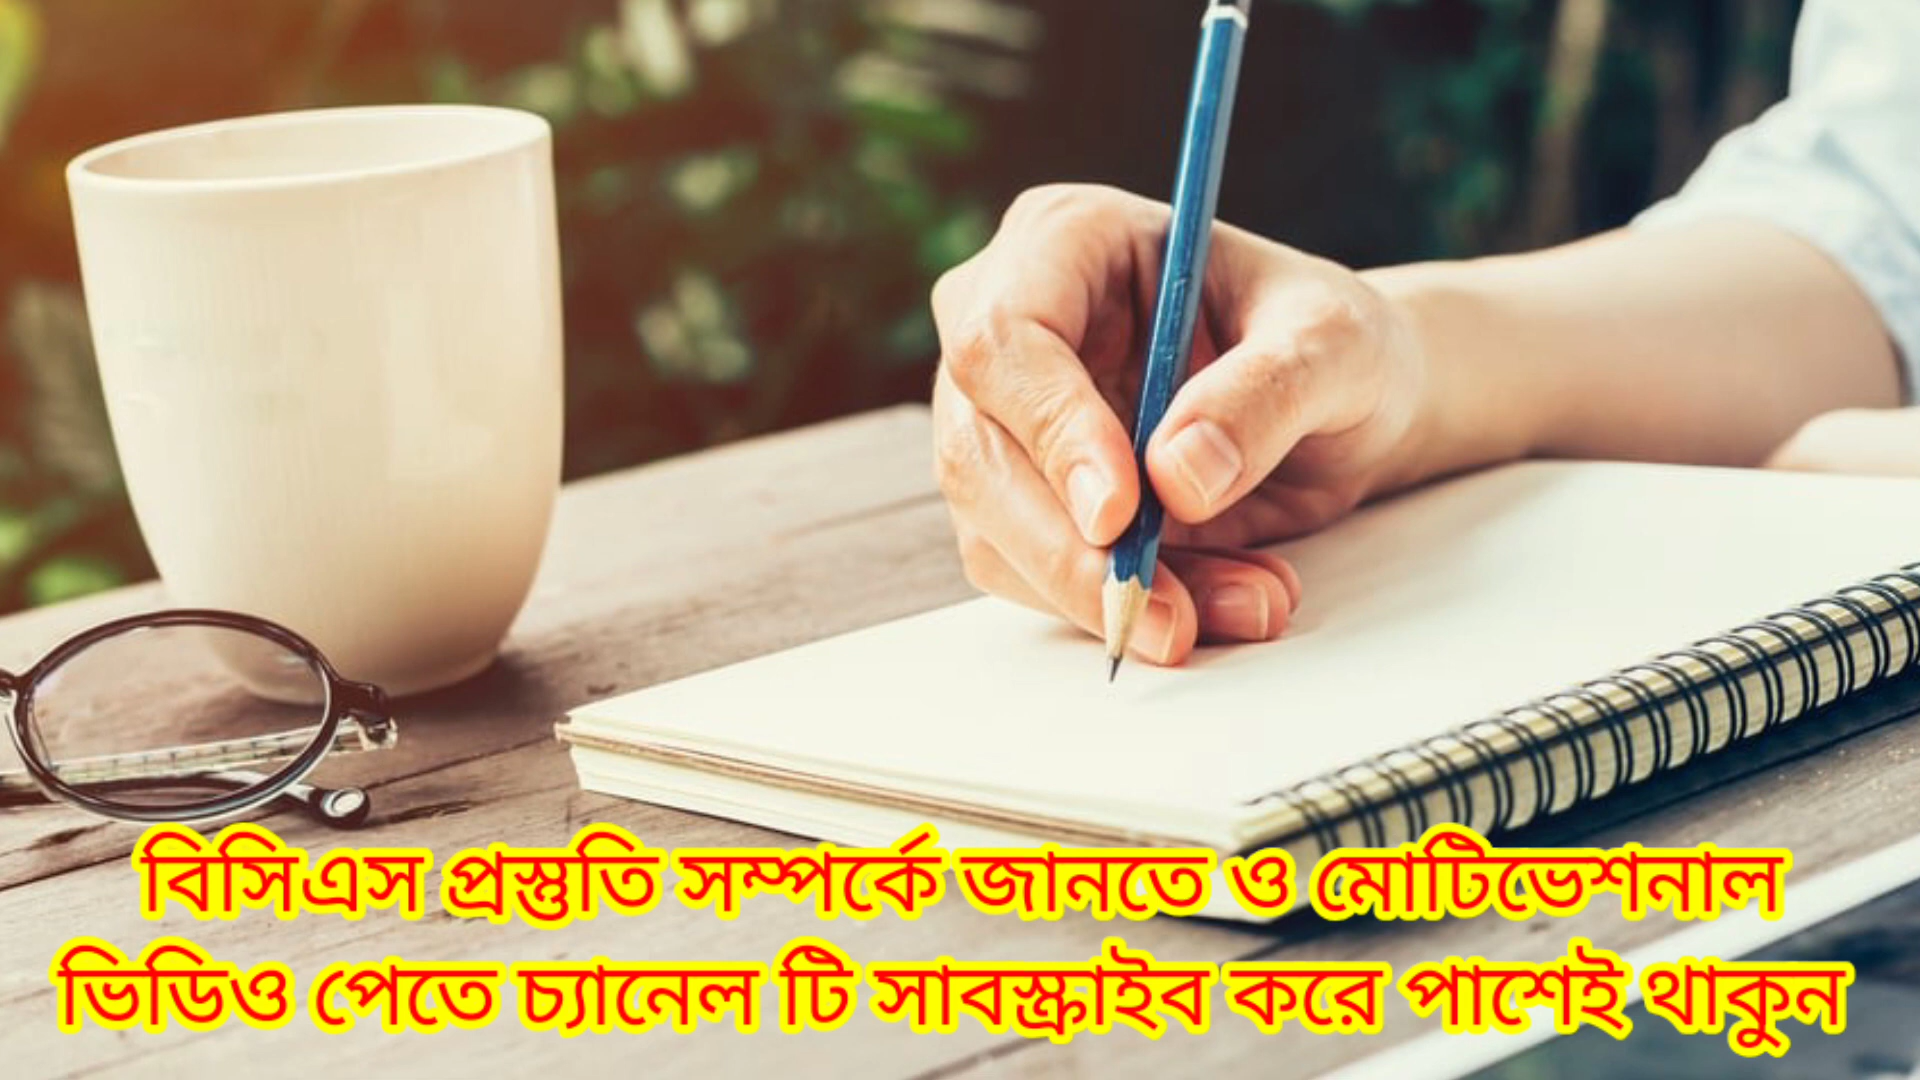 বিসিএস প্রস্তুতি সম্পর্কে জানতে ও মোটিভেশনাল
ভিডিও পেতে চ্যানেল টি সাবস্ক্রাইব করে পাশেই থাকুন